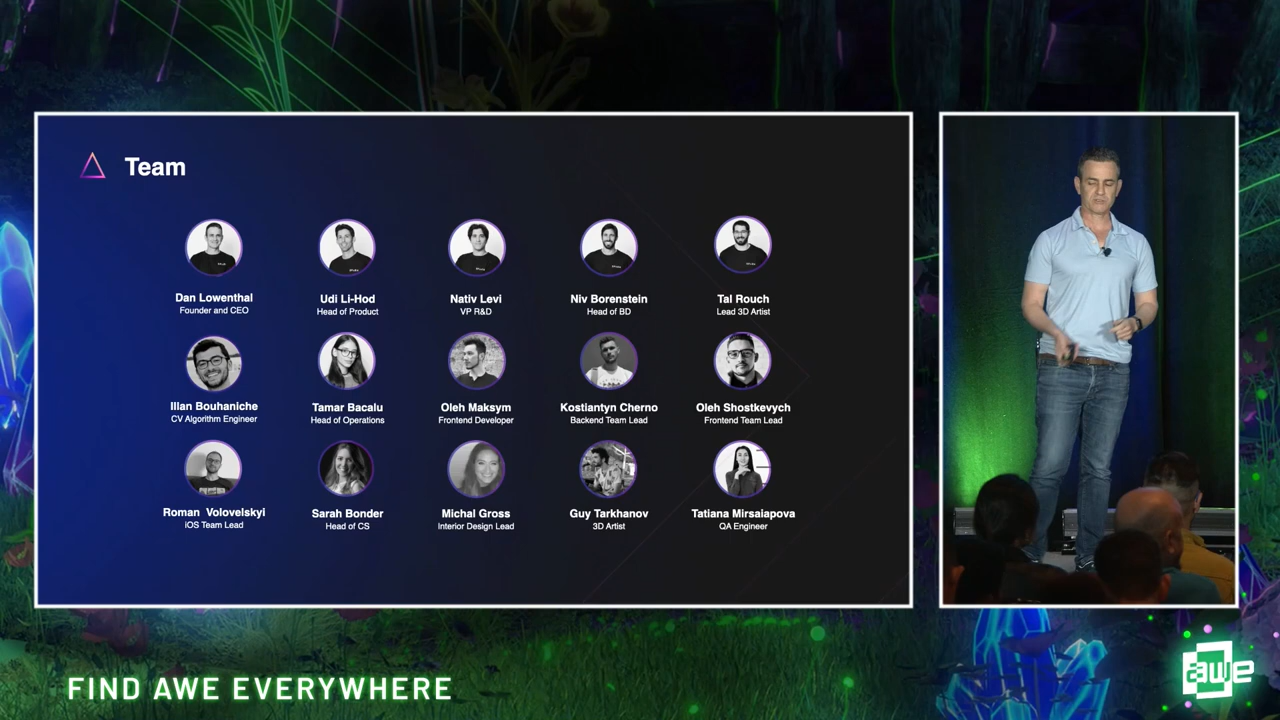 Team
Dan Lowenthal
Founder and CEO
Udi Li-Hod
Head of Product
Nativ Levi
VP R&D
Niv Borenstein
Head of BD
Tal Rouch
Lead 3D Artist
Illan Bouhaniche
CV Algorithm Engineer
Tamar Bacalu
Head of Operations
Oleh Maksym
Frontend Developer
Kostiantyn Cherno
Backend Team Lead
Oleh Shostkevych
Frontend Team Lead
Roman Volovelskyi
iOS Team Lead
Sarah Bonder
Head of CS
Michal Gross
Interior Design Lead
Guy Tarkhanov
3D Artist
Tatiana Mirsaiapova
QA Engineer
FIND AWE EVERYWHERE
awe